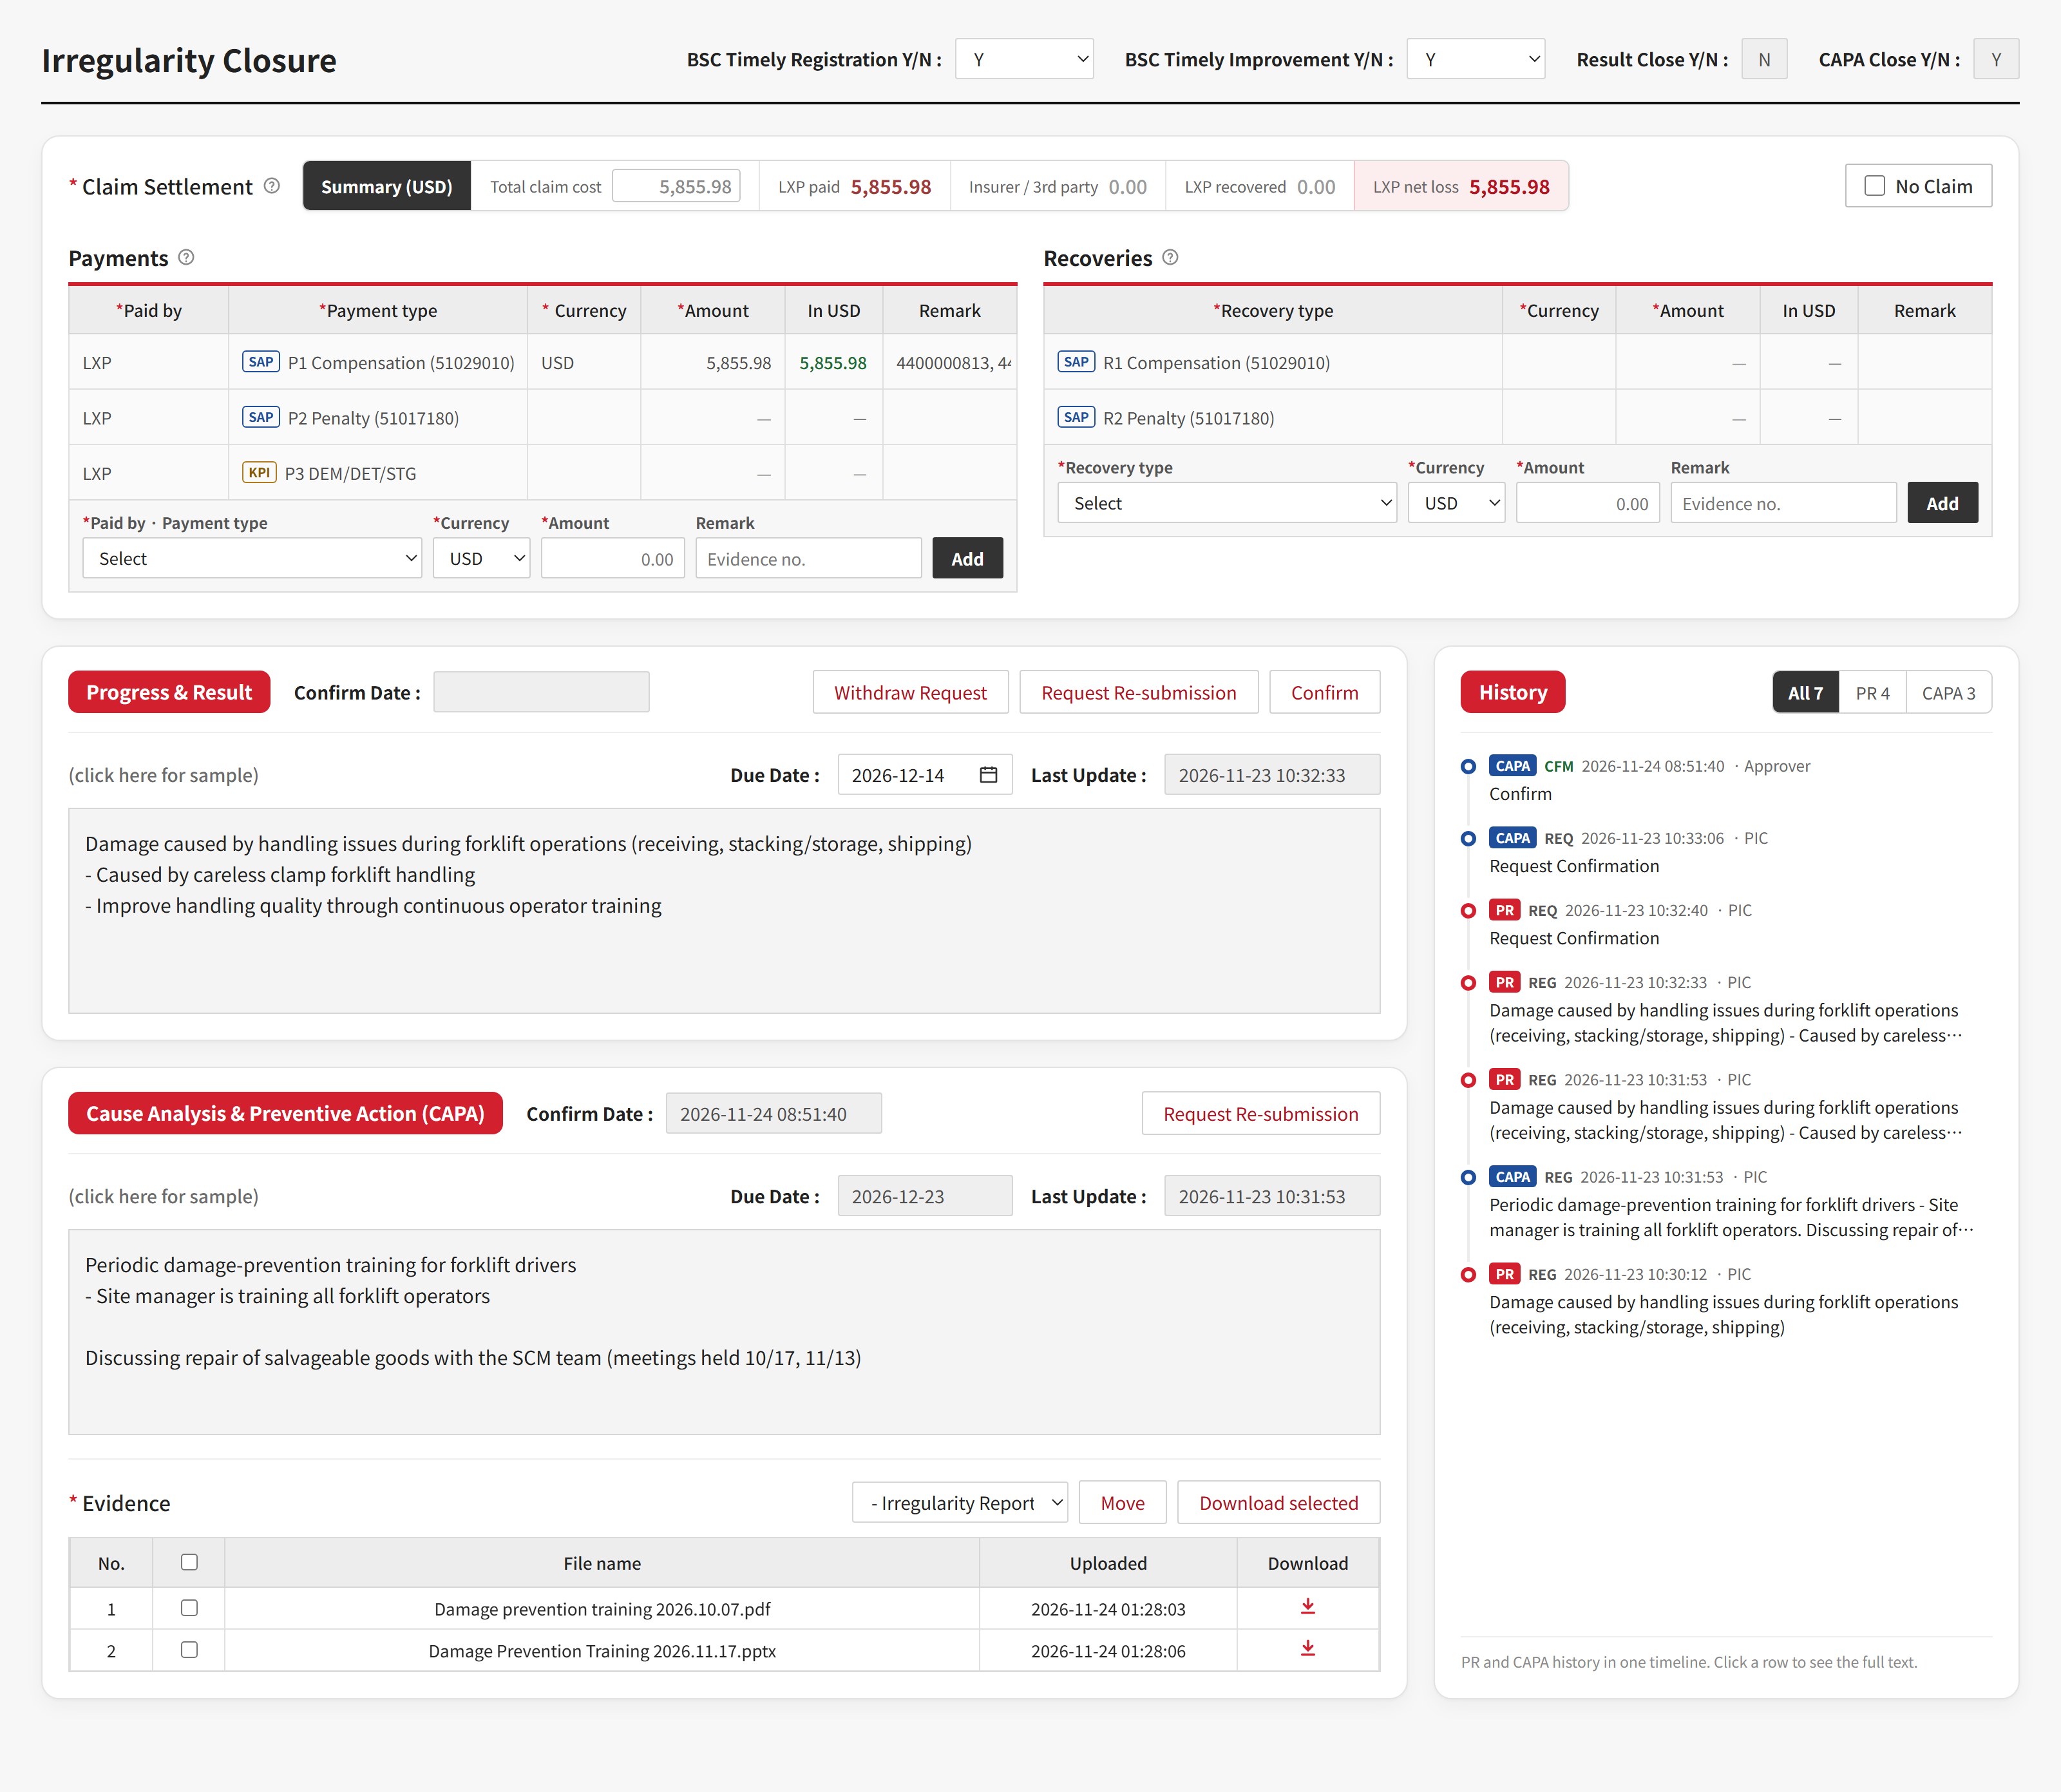 Irregularity Closure
BSC Timely Registration Y/N : Y BSC Timely Improvement Y/N : Y Result Close Y/N : N CAPA Close Y/N : Y
* Claim Settlement ? Summary (USD) Total claim cost 5,855.98 LXP paid 5,855.98 Insurer / 3rd party 0.00 LXP recovered 0.00 LXP net loss 5,855.98 No Claim
Payments ?
*Paid by *Payment type * Currency *Amount In USD Remark
LXP SAP P1 Compensation (51029010) USD 5,855.98 5,855.98 4400000813, 44
LXP SAP P2 Penalty (51017180) — —
LXP KPI P3 DEM/DET/STG — —
*Paid by · Payment type *Currency *Amount Remark
Select USD 0.00 Evidence no. Add
Recoveries ?
*Recovery type *Currency *Amount In USD Remark
SAP R1 Compensation (51029010) — —
SAP R2 Penalty (51017180) — —
*Recovery type *Currency *Amount Remark
Select USD 0.00 Evidence no. Add
Progress & Result Confirm Date : Withdraw Request Request Re-submission Confirm
(click here for sample) Due Date : 2026-12-14 Last Update : 2026-11-23 10:32:33
Damage caused by handling issues during forklift operations (receiving, stacking/storage, shipping)
- Caused by careless clamp forklift handling
- Improve handling quality through continuous operator training
Cause Analysis & Preventive Action (CAPA) Confirm Date : 2026-11-24 08:51:40 Request Re-submission
(click here for sample) Due Date : 2026-12-23 Last Update : 2026-11-23 10:31:53
Periodic damage-prevention training for forklift drivers
- Site manager is training all forklift operators
Discussing repair of salvageable goods with the SCM team (meetings held 10/17, 11/13)
* Evidence - Irregularity Report Move Download selected
No. File name Uploaded Download
1 Damage prevention training 2026.10.07.pdf 2026-11-24 01:28:03
2 Damage Prevention Training 2026.11.17.pptx 2026-11-24 01:28:06
History All 7 PR 4 CAPA 3
CAPA CFM 2026-11-24 08:51:40 · Approver
Confirm
CAPA REQ 2026-11-23 10:33:06 · PIC
Request Confirmation
PR REQ 2026-11-23 10:32:40 · PIC
Request Confirmation
PR REG 2026-11-23 10:32:33 · PIC
Damage caused by handling issues during forklift operations
(receiving, stacking/storage, shipping) - Caused by careless…
PR REG 2026-11-23 10:31:53 · PIC
Damage caused by handling issues during forklift operations
(receiving, stacking/storage, shipping) - Caused by careless…
CAPA REG 2026-11-23 10:31:53 · PIC
Periodic damage-prevention training for forklift drivers - Site
manager is training all forklift operators. Discussing repair of…
PR REG 2026-11-23 10:30:12 · PIC
Damage caused by handling issues during forklift operations
(receiving, stacking/storage, shipping)
PR and CAPA history in one timeline. Click a row to see the full text.